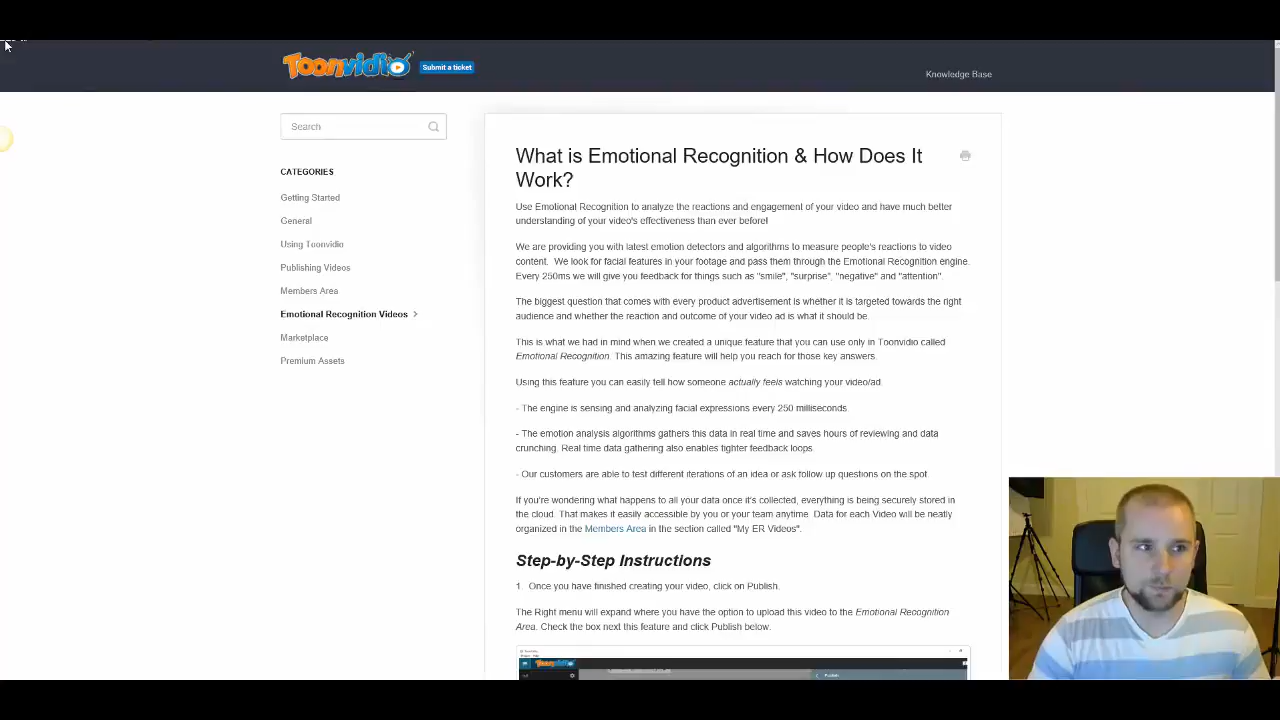 Toonvidio
Submit a ticket
Knowledge Base
Search
CATEGORIES
Getting Started
General
Using Toonvidio
Publishing Videos
Members Area
Emotional Recognition Videos
Marketplace
Premium Assets
What is Emotional Recognition & How Does It
Work?
Use Emotional Recognition to analyze the reactions and engagement of your video and have much better
understanding of your video's effectiveness than ever before!
We are providing you with latest emotion detectors and algorithms to measure people's reactions to video
content. We look for facial features in your footage and pass them through the Emotional Recognition engine.
Every 250ms we will give you feedback for things such as "smile", "surprise", "negative" and "attention".
The biggest question that comes with every product advertisement is whether it is targeted towards the right
audience and whether the reaction and outcome of your video ad is what it should be.
This is what we had in mind when we created a unique feature that you can use only in Toonvidio called
Emotional Recognition. This amazing feature will help you reach for those key answers.
Using this feature you can easily tell how someone actually feels watching your video/ad.
- The engine is sensing and analyzing facial expressions every 250 milliseconds.
- The emotion analysis algorithms gathers this data in real time and saves hours of reviewing and data
crunching. Real time data gathering also enables tighter feedback loops.
- Our customers are able to test different iterations of an idea or ask follow up questions on the spot.
If you're wondering what happens to all your data once it's collected, everything is being securely stored in
the cloud. That makes it easily accessible by you or your team anytime. Data for each Video will be neatly
organized in the Members Area in the section called "My ER Videos".
Step-by-Step Instructions
1. Once you have finished creating your video, click on Publish.
The Right menu will expand where you have the option to upload this video to the Emotional Recognition
Area. Check the box next this feature and click Publish below.
Toonvidio
Publish